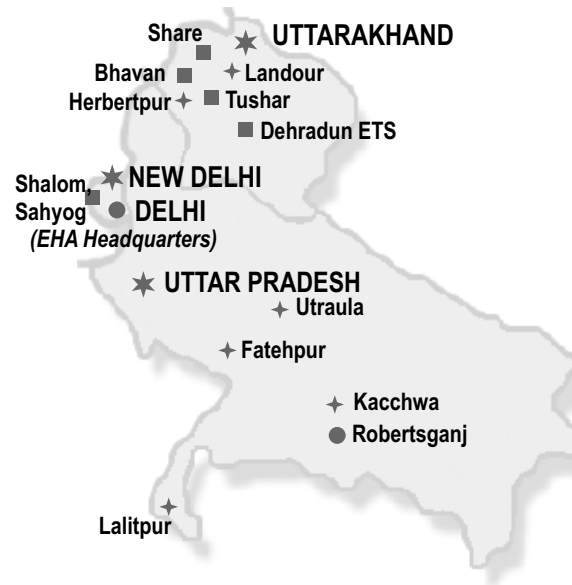 Share
UTTARAKHAND
Bhavan
Landour
Herbertpur
Tushar
Dehradun ETS
NEW DELHI
Shalom,
Sahyog
DELHI
(EHA Headquarters)
UTTAR PRADESH
Utraula
Fatehpur
Kacchwa
Robertsganj
Lalitpur